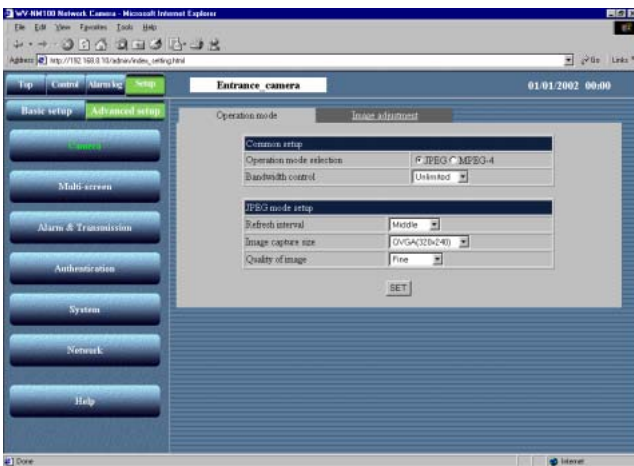 WV-NM100 Network Camera - Microsoft Internet Explorer
File Edit View Favorites Tools Help
Address http://192.168.0.10/admin/index_setting.html Go Links
Top Control Alarm log Setup
Entrance_camera
01/01/2002 00:00
Basic setup Advanced setup
Operation mode Image adjustment
Camera
Multi-screen
Alarm & Transmission
Authentication
System
Network
Help
Common setup
Operation mode selection JPEG MPEG-4
Bandwidth control Unlimited
JPEG mode setup
Refresh interval Middle
Image capture size QVGA(320x240)
Quality of image Fine
SET
Done Internet